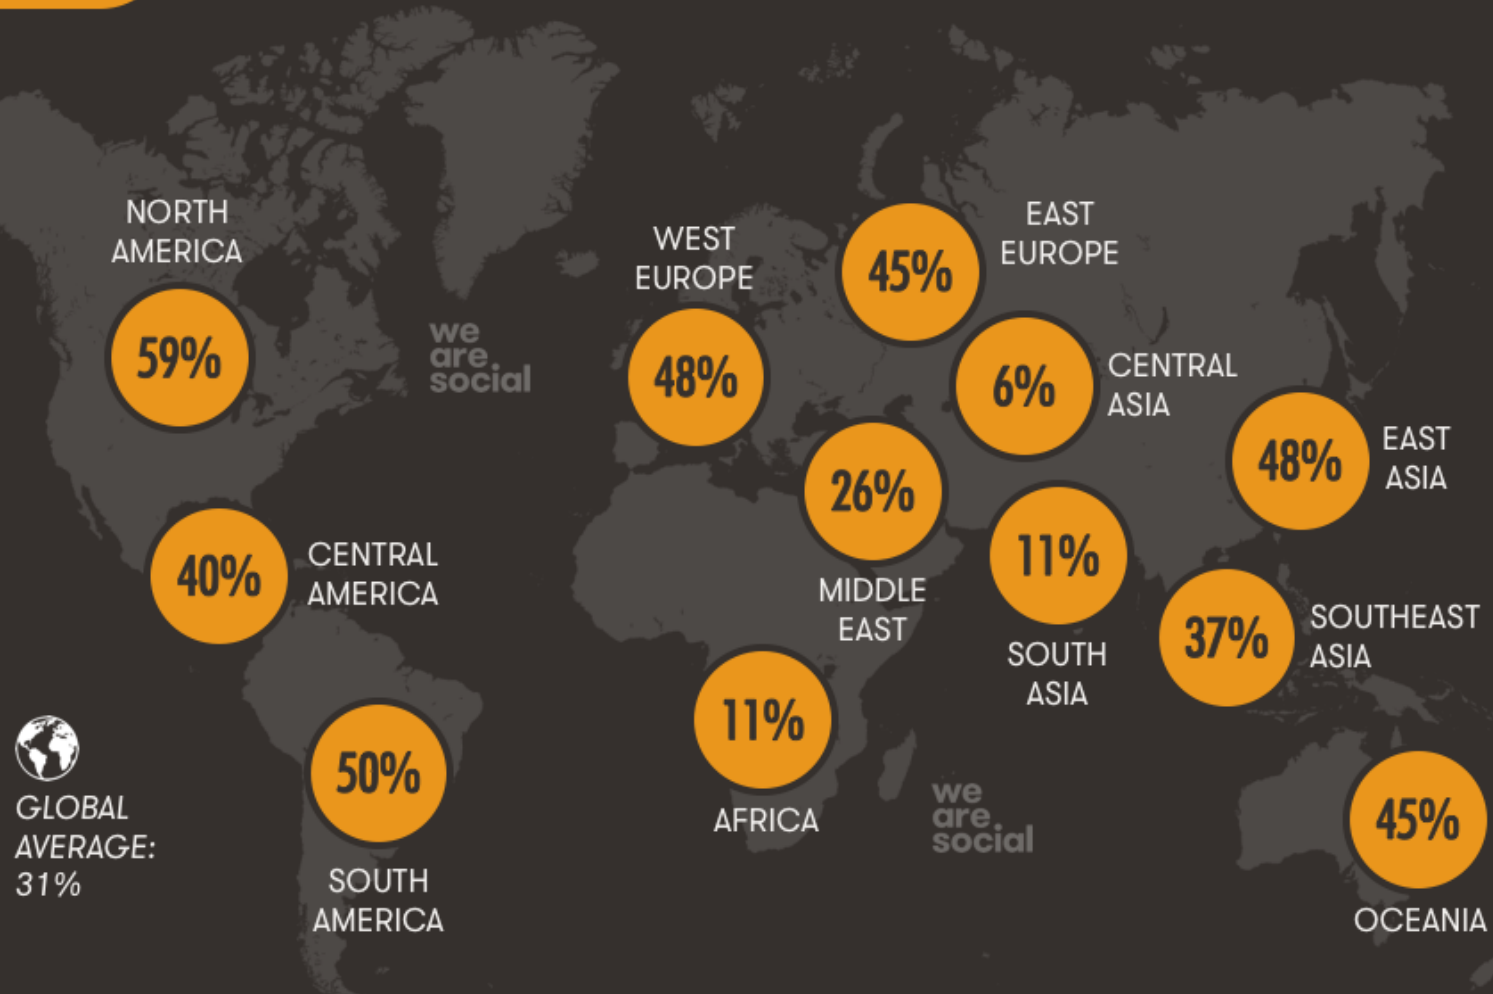 NORTH
AMERICA
59%
WEST
EUROPE
48%
EAST
EUROPE
45%
we
are
social
6%
CENTRAL
ASIA
48%
EAST
ASIA
26%
MIDDLE
EAST
11%
SOUTH
ASIA
40%
CENTRAL
AMERICA
37%
SOUTHEAST
ASIA
11%
AFRICA
50%
SOUTH
AMERICA
GLOBAL
AVERAGE:
31%
we
are
social
45%
OCEANIA